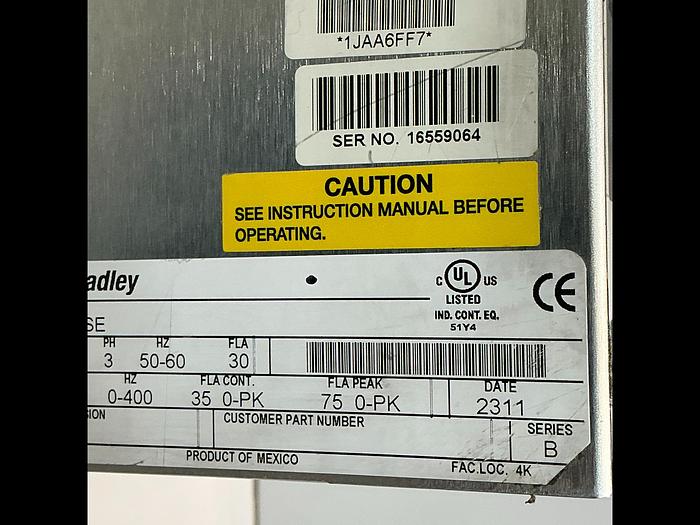 *1JAA6FF7*
SER NO. 16559064
CAUTION
SEE INSTRUCTION MANUAL BEFORE
OPERATING.
adley
C UL US
LISTED
IND. CONT. EQ.
51Y4
CE
SE
PH HZ FLA
3 50-60 30
HZ FLA CONT. FLA PEAK DATE
0-400 35 0-PK 75 0-PK 2311
SION CUSTOMER PART NUMBER SERIES
B
PRODUCT OF MEXICO FAC.LOC. 4K